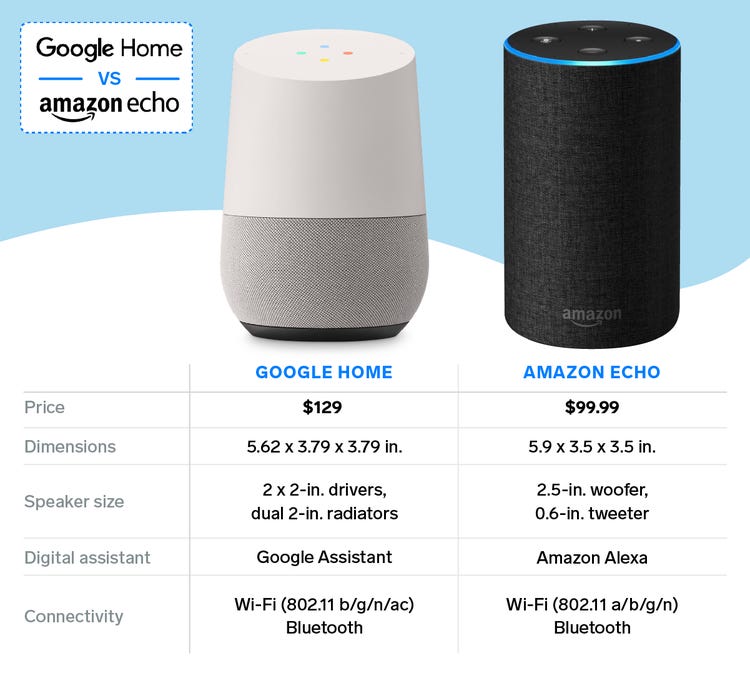 Google Home
VS
amazon echo
amazon
GOOGLE HOME AMAZON ECHO
Price $129 $99.99
Dimensions 5.62 x 3.79 x 3.79 in. 5.9 x 3.5 x 3.5 in.
Speaker size 2 x 2-in. drivers, 2.5-in. woofer,
dual 2-in. radiators 0.6-in. tweeter
Digital assistant Google Assistant Amazon Alexa
Connectivity Wi-Fi (802.11 b/g/n/ac) Wi-Fi (802.11 a/b/g/n)
Bluetooth Bluetooth